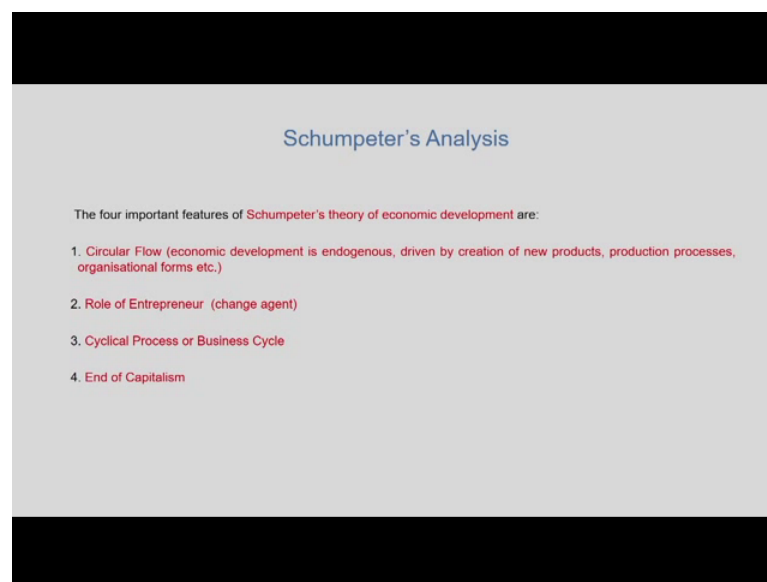 Schumpeter's Analysis
The four important features of Schumpeter's theory of economic development are:
1. Circular Flow (economic development is endogenous, driven by creation of new products, production processes,
organisational forms etc.)
2. Role of Entrepreneur (change agent)
3. Cyclical Process or Business Cycle
4. End of Capitalism